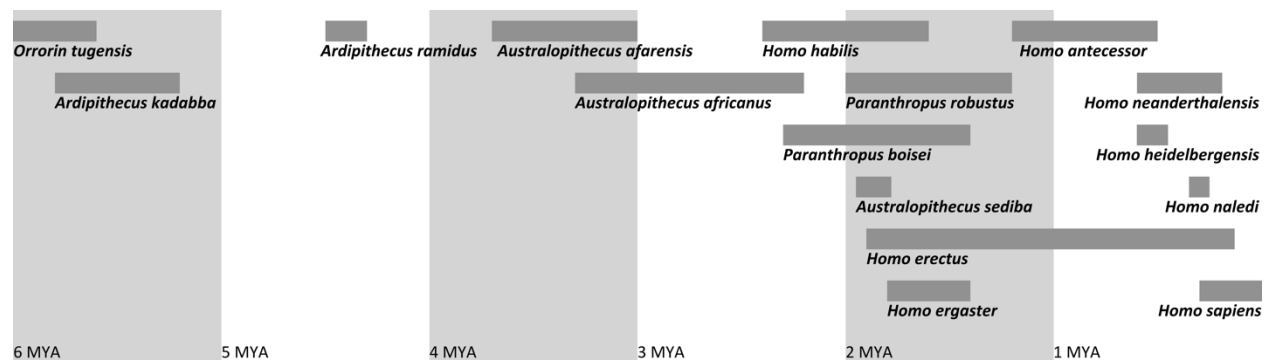 Orrorin tugensis
Ardipithecus ramidus
Australopithecus afarensis
Homo habilis
Homo antecessor
Ardipithecus kadabba
Australopithecus africanus
Paranthropus robustus
Homo neanderthalensis
Paranthropus boisei
Homo heidelbergensis
Australopithecus sediba
Homo naledi
Homo erectus
Homo ergaster
Homo sapiens
6 MYA
5 MYA
4 MYA
3 MYA
2 MYA
1 MYA